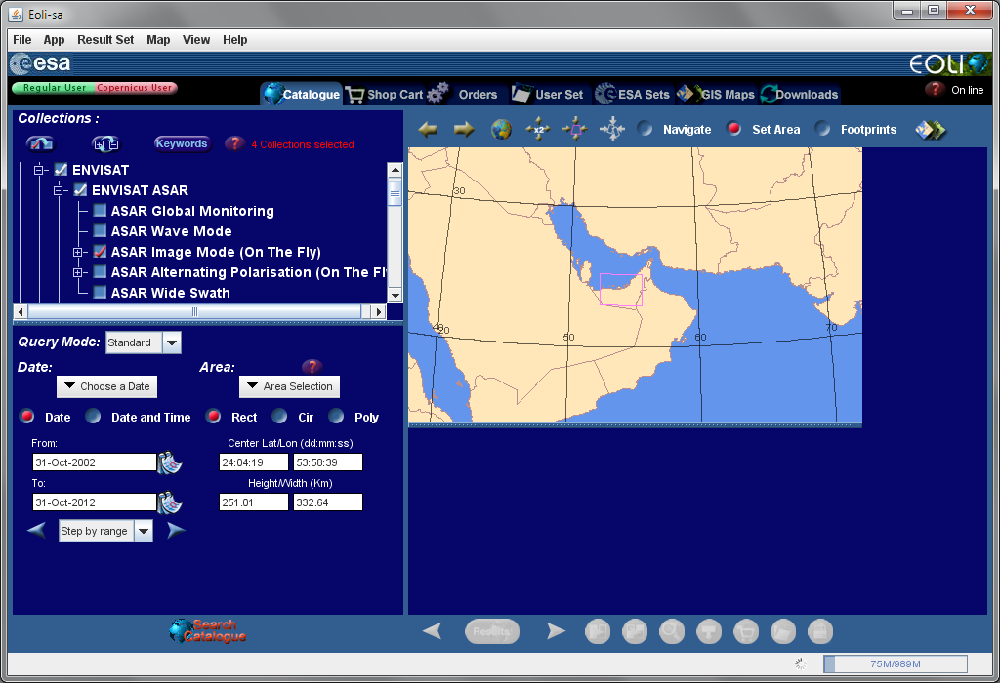 Eoli-sa
File App Result Set Map View Help
esa
EOLI
Regular User Copernicus User
Catalogue Shop Cart Orders User Set ESA Sets GIS Maps Downloads
? On line
Collections :
Keywords ? 4 Collections selected
x2 Navigate Set Area Footprints
ENVISAT
ENVISAT ASAR
ASAR Global Monitoring
ASAR Wave Mode
ASAR Image Mode (On The Fly)
ASAR Alternating Polarisation (On The Fl
ASAR Wide Swath
30
20
50
60
70
Query Mode: Standard
Date: Area: ?
Choose a Date Area Selection
Date Date and Time Rect Cir Poly
From: Center Lat/Lon (dd:mm:ss)
31-Oct-2002 24:04:19 53:58:39
To: Height/Width (Km)
31-Oct-2012 251.01 332.64
Step by range
Search
Catalogue
Results
75M/989M